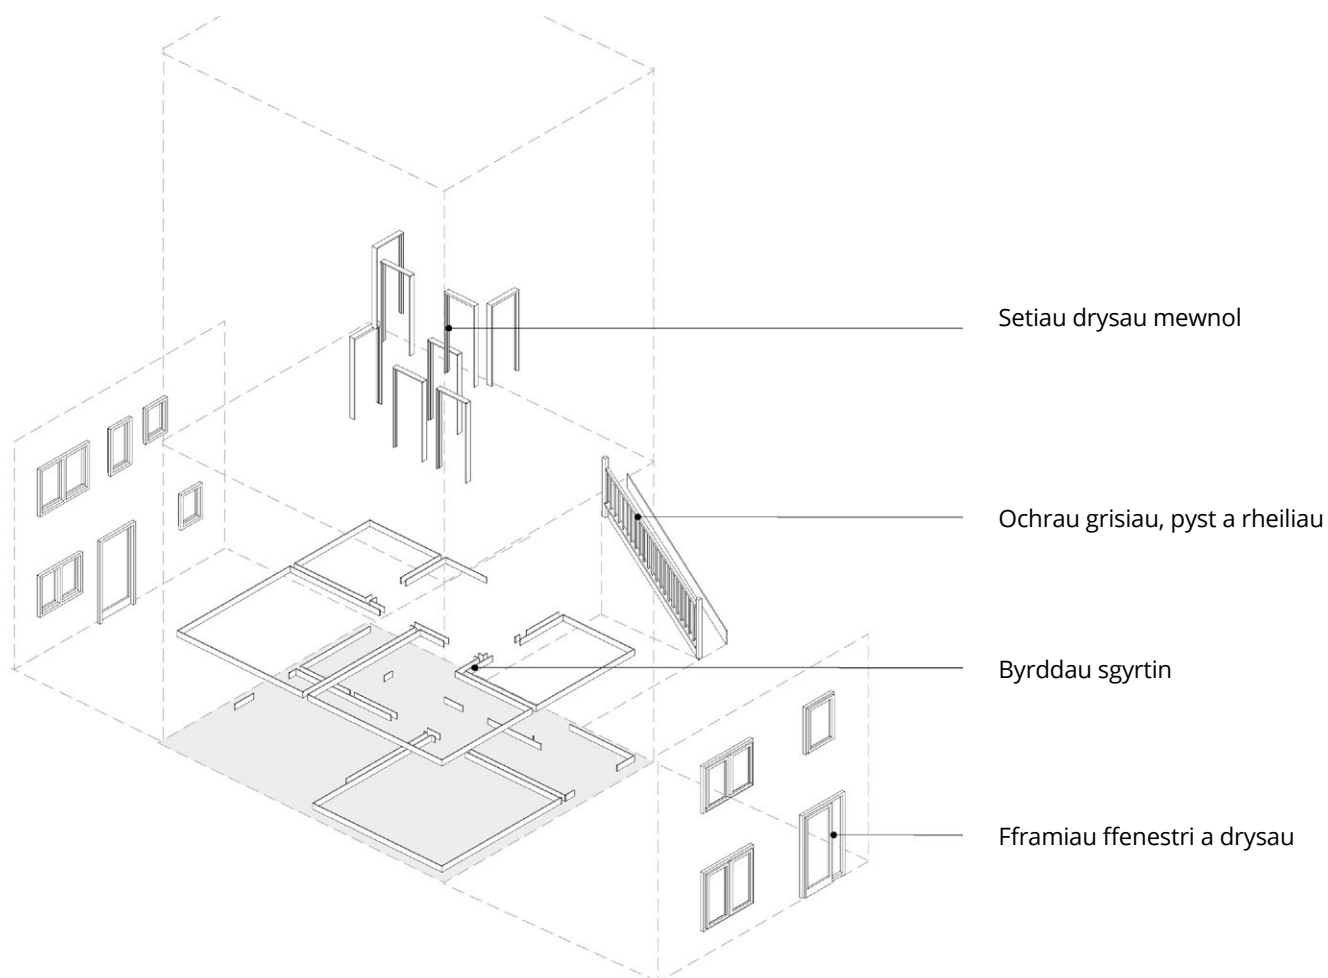 Setiau drysau mewnol
Ochrau grisiau, pyst a rheiliau
Byrddau sgyrtin
Fframiau ffenestri a drysau